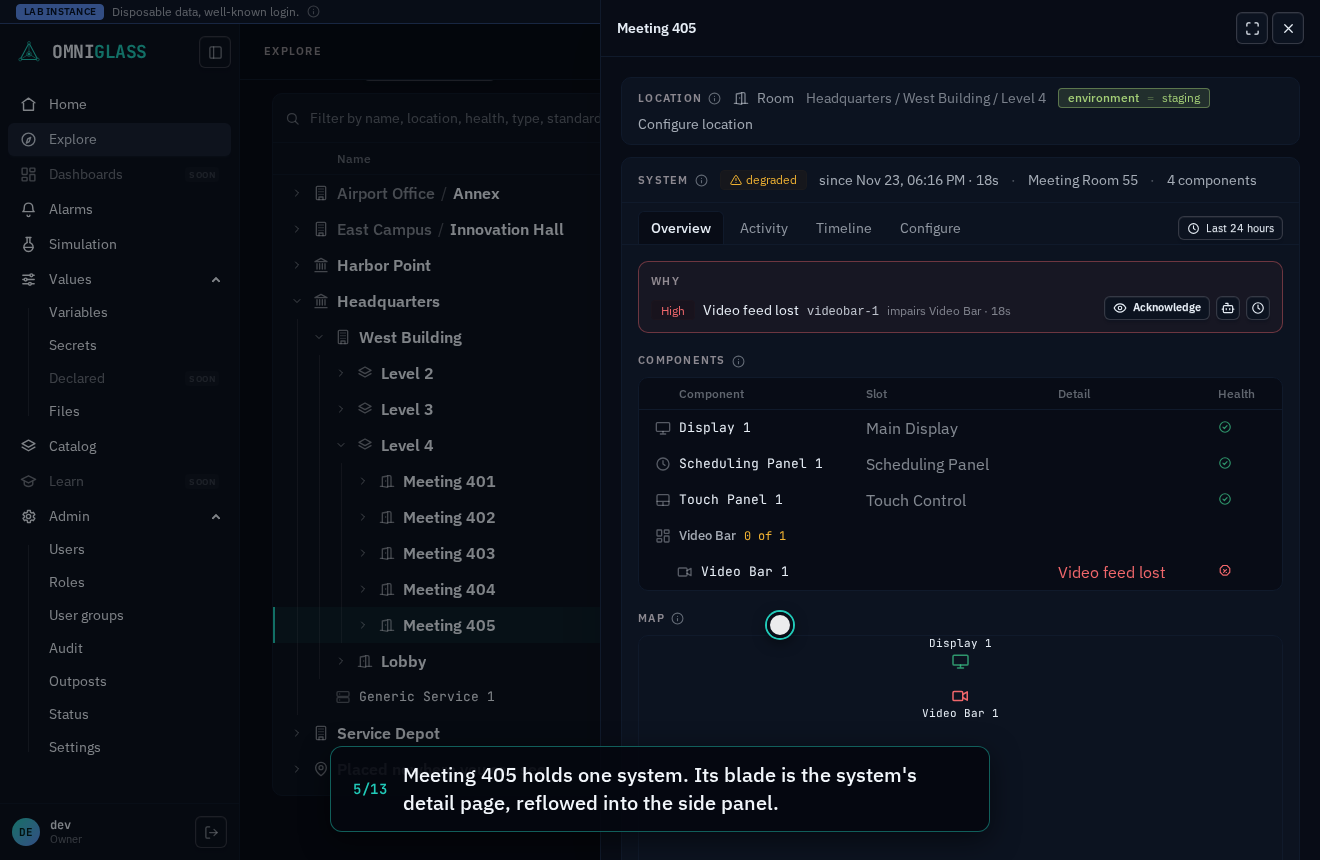 LAB INSTANCE Disposable data, well-known login.
OMNIGLASS
Home
Explore
Dashboards SOON
Alarms
Simulation
Values
Variables
Secrets
Declared SOON
Files
Catalog
Learn SOON
Admin
Users
Roles
User groups
Audit
Outposts
Status
Settings
DE dev
Owner
EXPLORE
Filter by name, location, health, type, standard
Name
Airport Office / Annex
East Campus / Innovation Hall
Harbor Point
Headquarters
West Building
Level 2
Level 3
Level 4
Meeting 401
Meeting 402
Meeting 403
Meeting 404
Meeting 405
Lobby
Generic Service 1
Service Depot
Meeting 405
LOCATION Room Headquarters / West Building / Level 4 environment = staging
Configure location
SYSTEM degraded since Nov 23, 06:16 PM · 18s · Meeting Room 55 · 4 components
Overview Activity Timeline Configure Last 24 hours
WHY
High Video feed lost videobar-1 impairs Video Bar · 18s Acknowledge
COMPONENTS
Component Slot Detail Health
Display 1 Main Display
Scheduling Panel 1 Scheduling Panel
Touch Panel 1 Touch Control
Video Bar 0 of 1
Video Bar 1 Video feed lost
MAP
Display 1
Video Bar 1
5/13 Meeting 405 holds one system. Its blade is the system's
detail page, reflowed into the side panel.